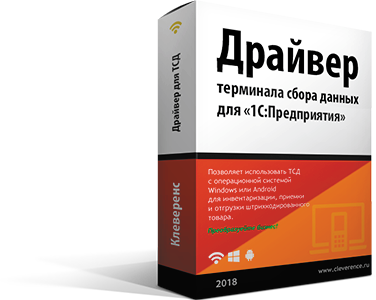 Драйвер для ТСД
Клеверенс
Драйвер
терминала сбора данных
для «1С:Предприятия»
Позволяет использовать ТСД
с операционной системой
Windows или Android
для инвентаризации, приемки
и отгрузки штрихкодированного
товара.
www.cleverence.ru
2018